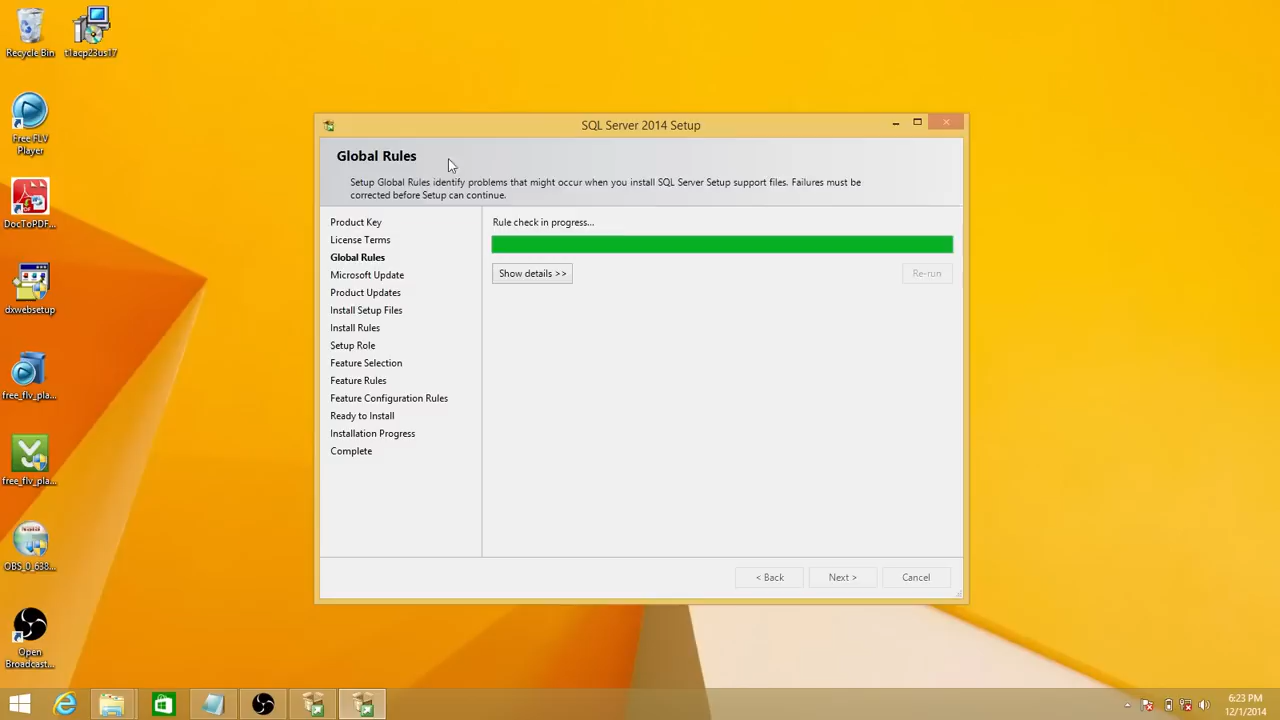 Recycle Bin
t1acp23us17
Free FLV
Player
DocToPDF...
dxwebsetup
free_flv_pla...
free_flv_pla...
OBS_0_638...
Open
Broadcast...
SQL Server 2014 Setup
Global Rules
Setup Global Rules identify problems that might occur when you install SQL Server Setup support files. Failures must be
corrected before Setup can continue.
Product Key
License Terms
Global Rules
Microsoft Update
Product Updates
Install Setup Files
Install Rules
Setup Role
Feature Selection
Feature Rules
Feature Configuration Rules
Ready to Install
Installation Progress
Complete
Rule check in progress...
Show details >>
Re-run
< Back
Next >
Cancel
6:23 PM
12/1/2014